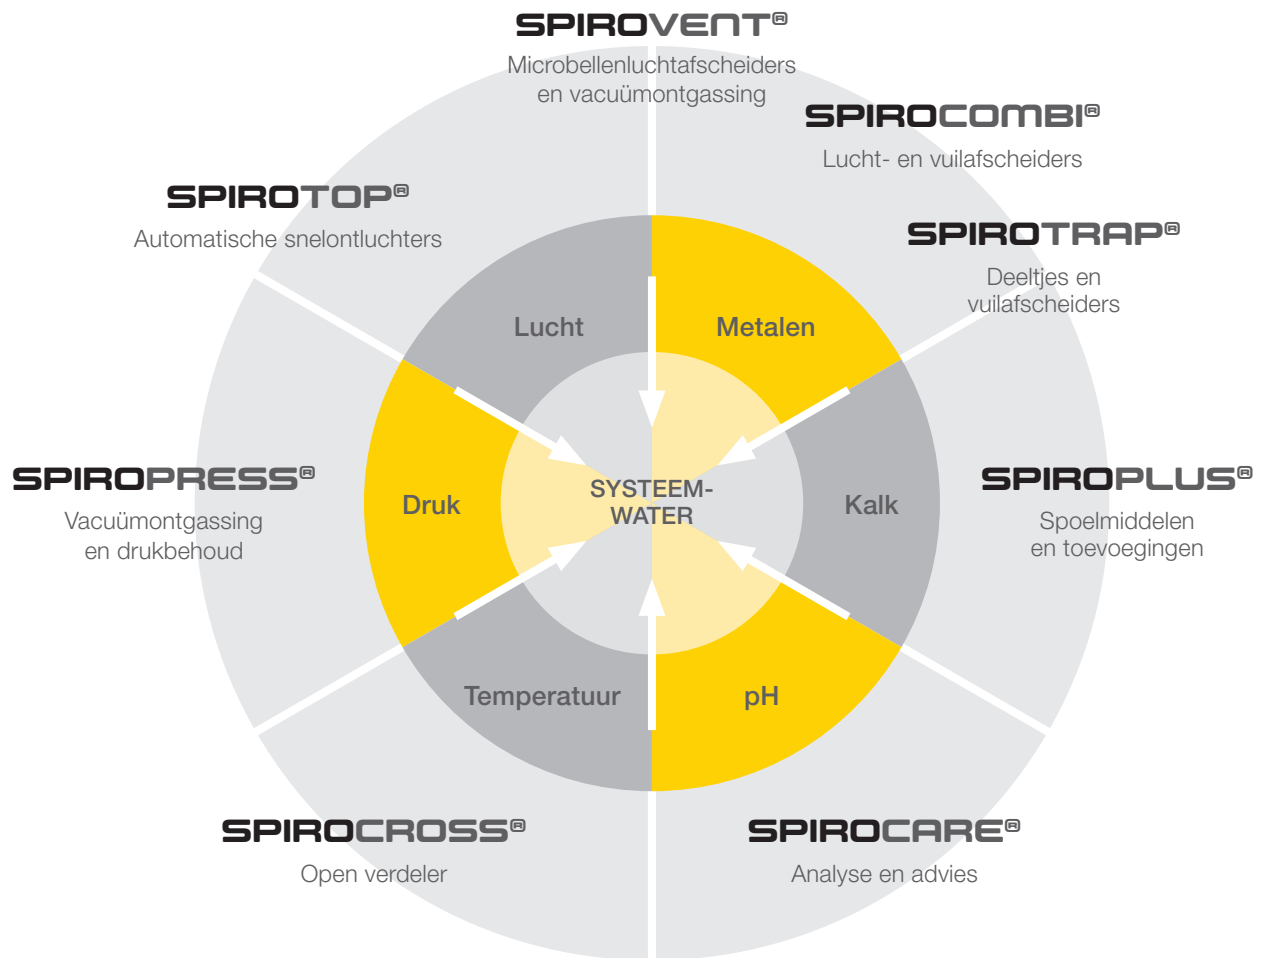 SPIROVENT®
Microbellenluchtafscheiders
en vacuümontgassing
SPIROCOMBI®
Lucht- en vuilafscheiders
SPIROTOP®
Automatische snelontluchters
SPIROTRAP®
Deeltjes en
vuilafscheiders
Lucht
Metalen
SPIROPRESS®
Vacuümontgassing
en drukbehoud
Druk
SYSTEEM-
WATER
Kalk
SPIROPLUS®
Spoelmiddelen
en toevoegingen
Temperatuur
pH
SPIROCROSS®
Open verdeler
SPIROCARE®
Analyse en advies